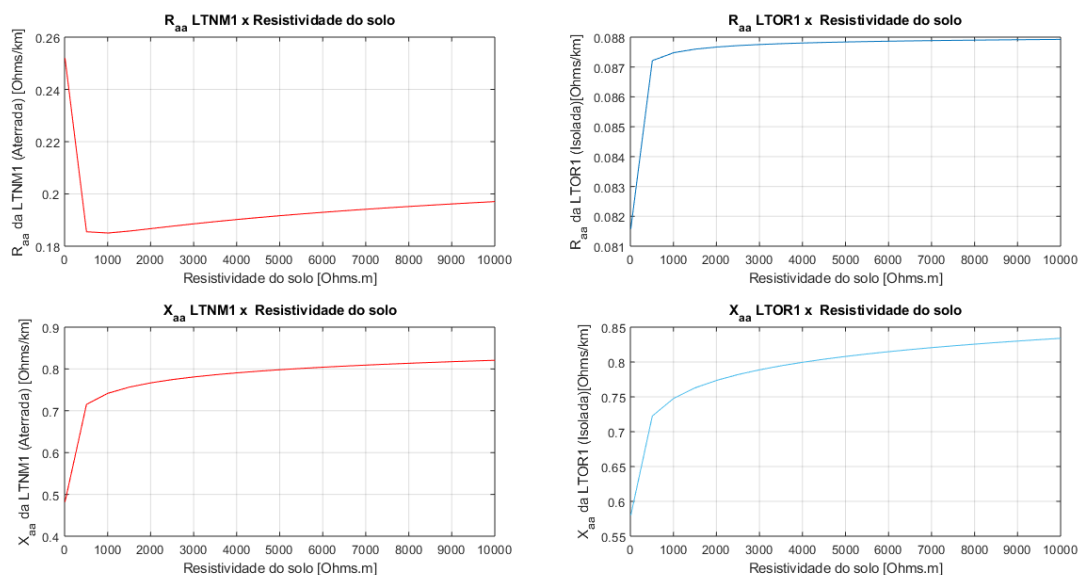 R_aa LTNM1 x Resistividade do solo
R_aa da LTNM1 (Aterrada) [Ohms/km]
0.26
0.24
0.22
0.2
0.18
0 1000 2000 3000 4000 5000 6000 7000 8000 9000 10000
Resistividade do solo [Ohms.m]
R_aa LTOR1 x Resistividade do solo
R_aa da LTOR1 (Isolada)[Ohms/km]
0.088
0.087
0.086
0.085
0.084
0.083
0.082
0.081
0 1000 2000 3000 4000 5000 6000 7000 8000 9000 10000
Resistividade do solo [Ohms.m]
X_aa LTNM1 x Resistividade do solo
X_aa da LTNM1 (Aterrada) [Ohms/km]
0.9
0.8
0.7
0.6
0.5
0.4
0 1000 2000 3000 4000 5000 6000 7000 8000 9000 10000
Resistividade do solo [Ohms.m]
X_aa LTOR1 x Resistividade do solo
X_aa da LTOR1 (Isolada)[Ohms/km]
0.85
0.8
0.75
0.7
0.65
0.6
0.55
0 1000 2000 3000 4000 5000 6000 7000 8000 9000 10000
Resistividade do solo [Ohms.m]